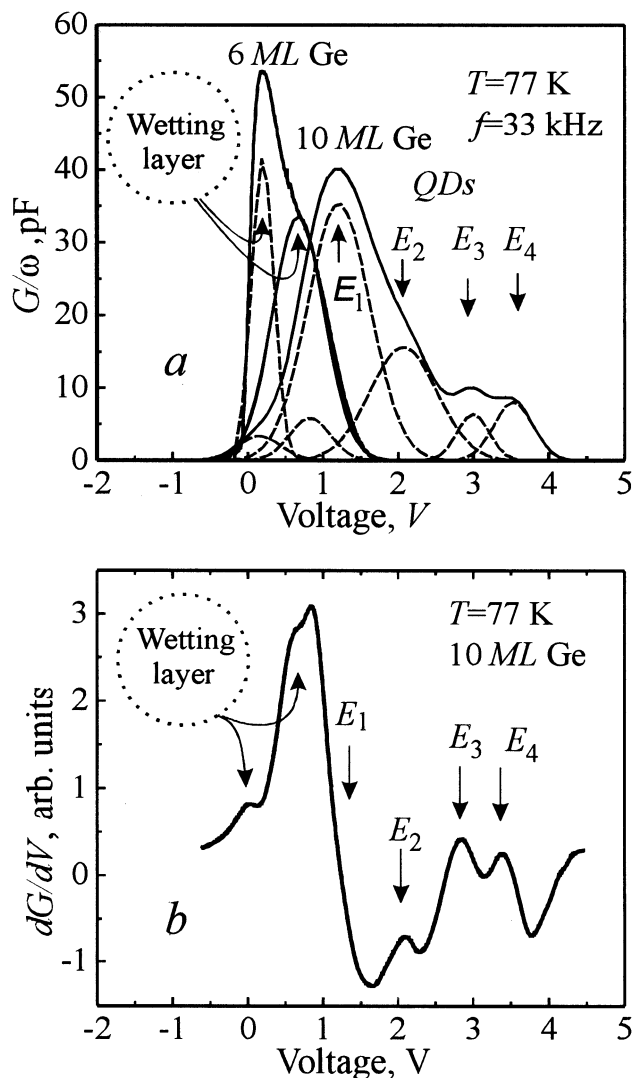 60
50
40
30
20
10
0
G/ω ,pF
6 ML Ge
T=77 K
f=33 kHz
Wetting
layer
10 ML Ge
QDs
E1
E2
E3
E4
a
-2 -1 0 1 2 3 4 5
Voltage, V
3
2
1
0
-1
dG/dV, arb. units
Wetting
layer
T=77 K
10 ML Ge
E1
E2
E3
E4
b
-2 -1 0 1 2 3 4 5
Voltage, V